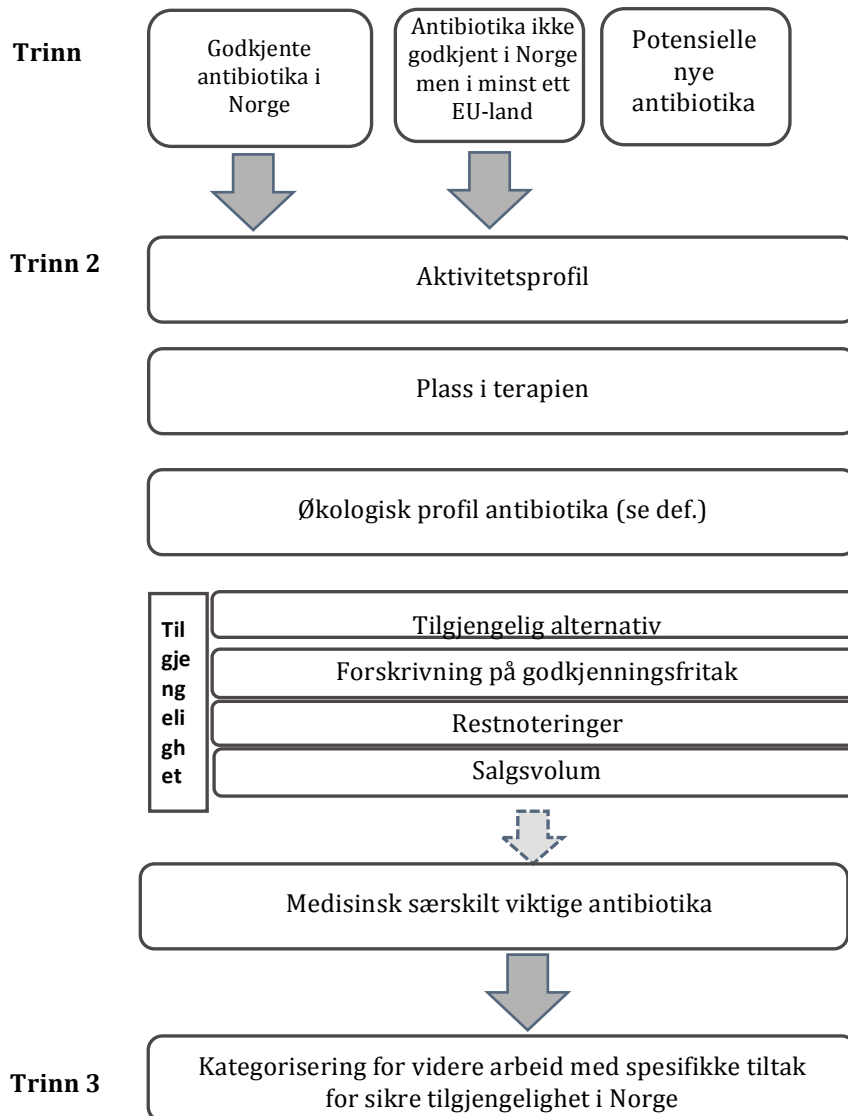 Trinn
Godkjente
antibiotika i
Norge
Antibiotika ikke
godkjent i Norge
men i minst ett
EU-land
Potensielle
nye
antibiotika
Trinn 2
Aktivitetsprofil
Plass i terapien
Økologisk profil antibiotika (se def.)
Til
gje
ng
eli
gh
et
Tilgjengelig alternativ
Forskrivning på godkjenningsfritak
Restnoteringer
Salgsvolum
Medisinsk særskilt viktige antibiotika
Trinn 3
Kategorisering for videre arbeid med spesifikke tiltak
for sikre tilgjengelighet i Norge